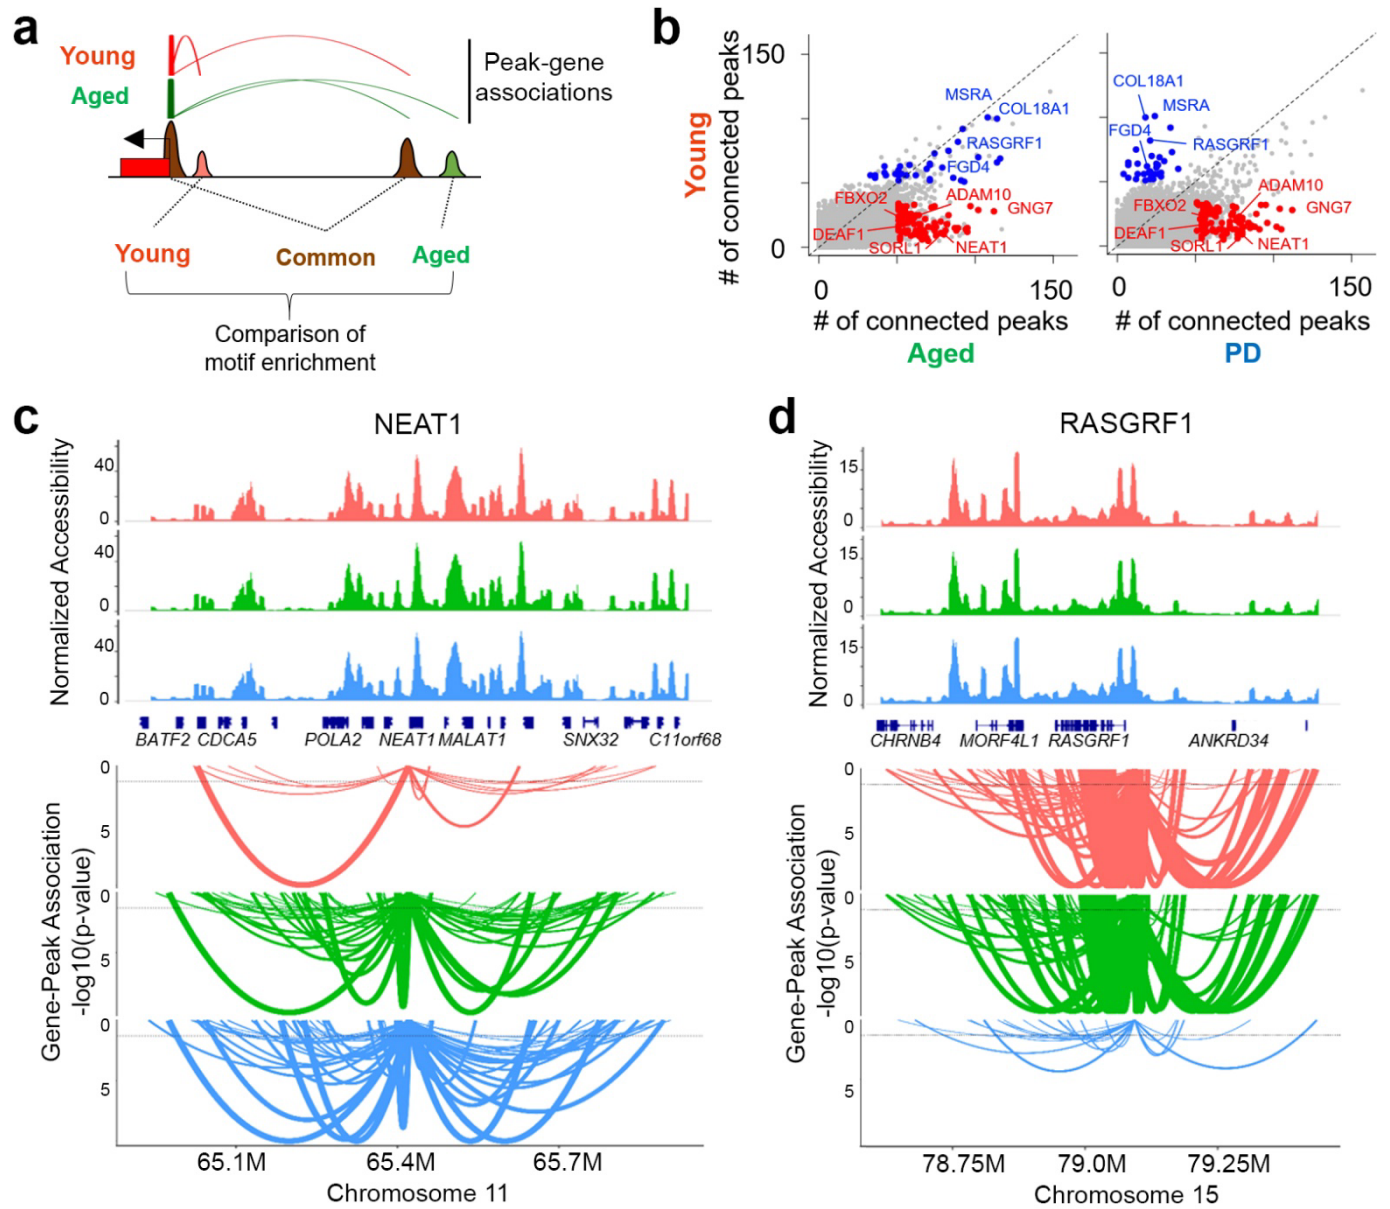 a
Young
Aged
Peak-gene
associations
Young
Common
Aged
Comparison of
motif enrichment
b
Young
# of connected peaks
150
0
MSRA
COL18A1
RASGRF1
FGD4
FBXO2
ADAM10
GNG7
DEAF1
SORL1
NEAT1
0
150
# of connected peaks
Aged
COL18A1
MSRA
FGD4
RASGRF1
ADAM10
FBXO2
GNG7
DEAF1
SORL1
NEAT1
0
150
# of connected peaks
PD
c
NEAT1
Normalized Accessibility
40
0
40
0
40
0
BATF2 CDCA5 POLA2 NEAT1 MALAT1 SNX32 C11orf68
Gene-Peak Association
-log10(p-value)
0
5
0
5
0
5
65.1M 65.4M 65.7M
Chromosome 11
d
RASGRF1
Normalized Accessibility
15
0
15
0
15
0
CHRNB4 MORF4L1 RASGRF1 ANKRD34
Gene-Peak Association
-log10(p-value)
0
5
0
5
0
5
78.75M 79.0M 79.25M
Chromosome 15